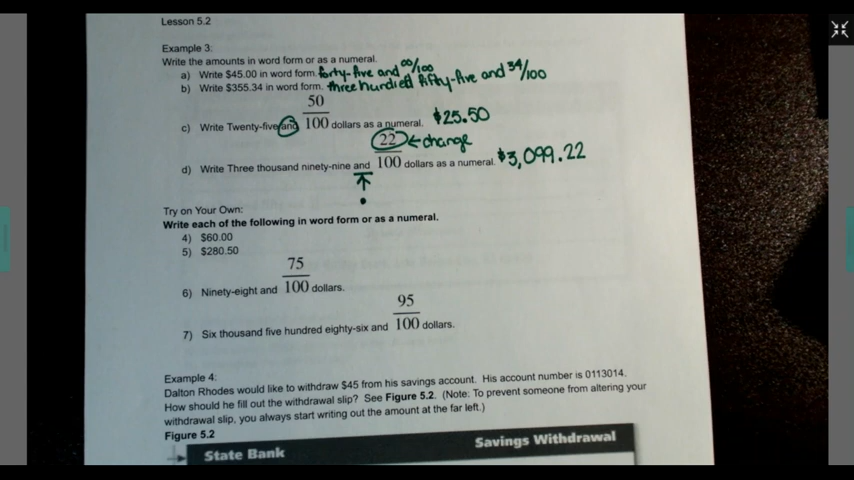 Lesson 5.2
Example 3:
Write the amounts in word form or as a numeral.
a) Write $45.00 in word form. forty-five and 00/100
b) Write $355.34 in word form. three hundred fifty-five and 34/100
c) Write Twenty-five and 50/100 dollars as a numeral. $25.50
d) Write Three thousand ninety-nine and 22/100 dollars as a numeral. ← change $3,099.22
Try on Your Own:
Write each of the following in word form or as a numeral.
4) $60.00
5) $280.50
6) Ninety-eight and 75/100 dollars.
7) Six thousand five hundred eighty-six and 95/100 dollars.
Example 4:
Dalton Rhodes would like to withdraw $45 from his savings account. His account number is 0113014.
How should he fill out the withdrawal slip? See Figure 5.2. (Note: To prevent someone from altering your
withdrawal slip, you always start writing out the amount at the far left.)
Figure 5.2
State Bank Savings Withdrawal